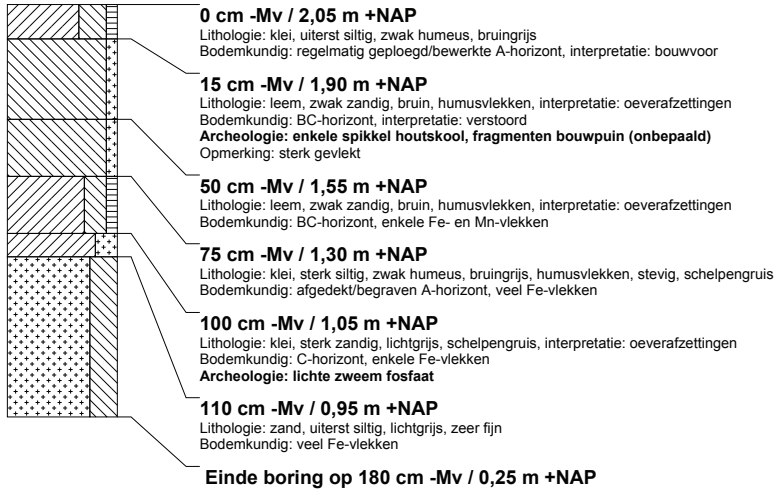 0 cm -Mv / 2,05 m +NAP
Lithologie: klei, uiterst siltig, zwak humeus, bruingrijs
Bodemkundig: regelmatig geploegd/bewerkte A-horizont, interpretatie: bouwvoor
15 cm -Mv / 1,90 m +NAP
Lithologie: leem, zwak zandig, bruin, humusvlekken, interpretatie: oeverafzettingen
Bodemkundig: BC-horizont, interpretatie: verstoord
Archeologie: enkele spikkel houtskool, fragmenten bouwpuin (onbepaald)
Opmerking: sterk gevlekt
50 cm -Mv / 1,55 m +NAP
Lithologie: leem, zwak zandig, bruin, humusvlekken, interpretatie: oeverafzettingen
Bodemkundig: BC-horizont, enkele Fe- en Mn-vlekken
75 cm -Mv / 1,30 m +NAP
Lithologie: klei, sterk siltig, zwak humeus, bruingrijs, humusvlekken, stevig, schelpengruis
Bodemkundig: afgedekt/begraven A-horizont, veel Fe-vlekken
100 cm -Mv / 1,05 m +NAP
Lithologie: klei, sterk zandig, lichtgrijs, schelpengruis, interpretatie: oeverafzettingen
Bodemkundig: C-horizont, enkele Fe-vlekken
Archeologie: lichte zweem fosfaat
110 cm -Mv / 0,95 m +NAP
Lithologie: zand, uiterst siltig, lichtgrijs, zeer fijn
Bodemkundig: veel Fe-vlekken
Einde boring op 180 cm -Mv / 0,25 m +NAP